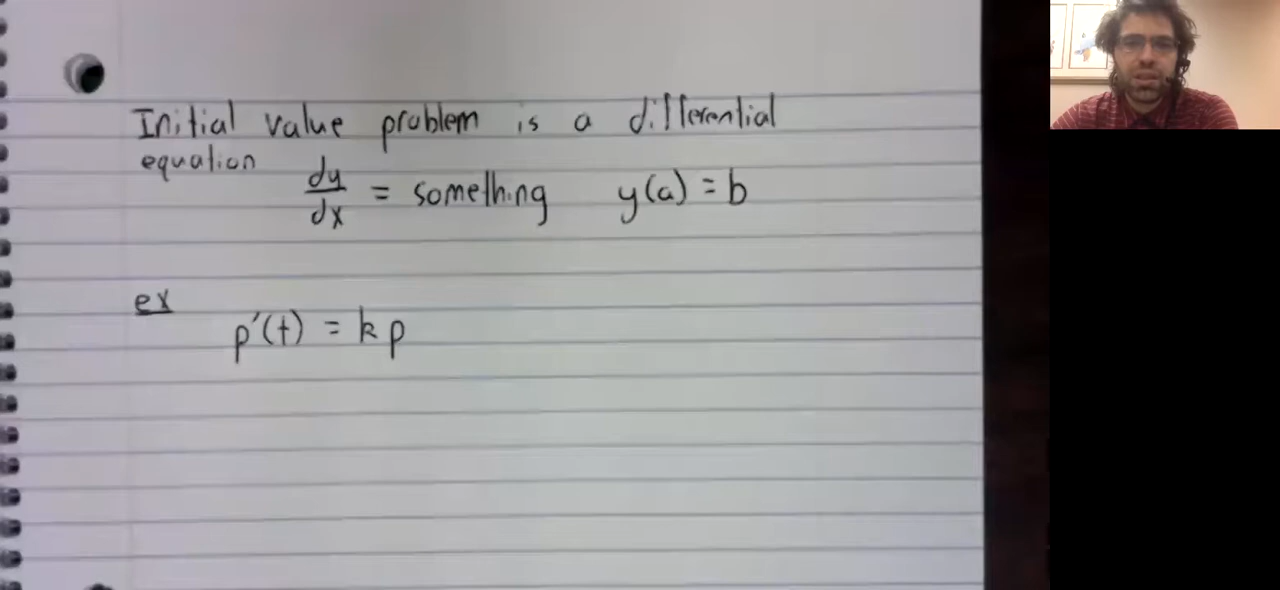 Initial value problem is a differential
equation
dy/dx = something y(a) = b
ex
p'(t) = kp